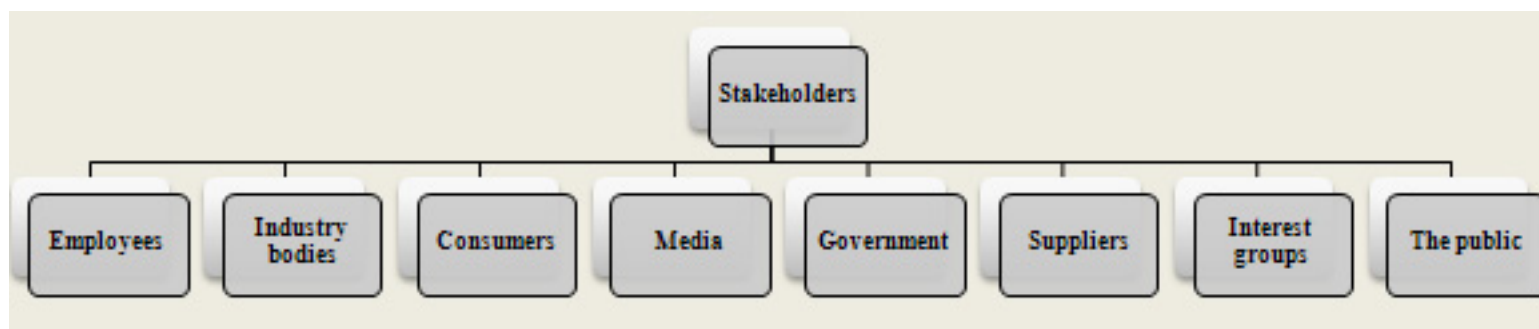 Stakeholders
Employees
Industry
bodies
Consumers
Media
Government
Suppliers
Interest
groups
The public